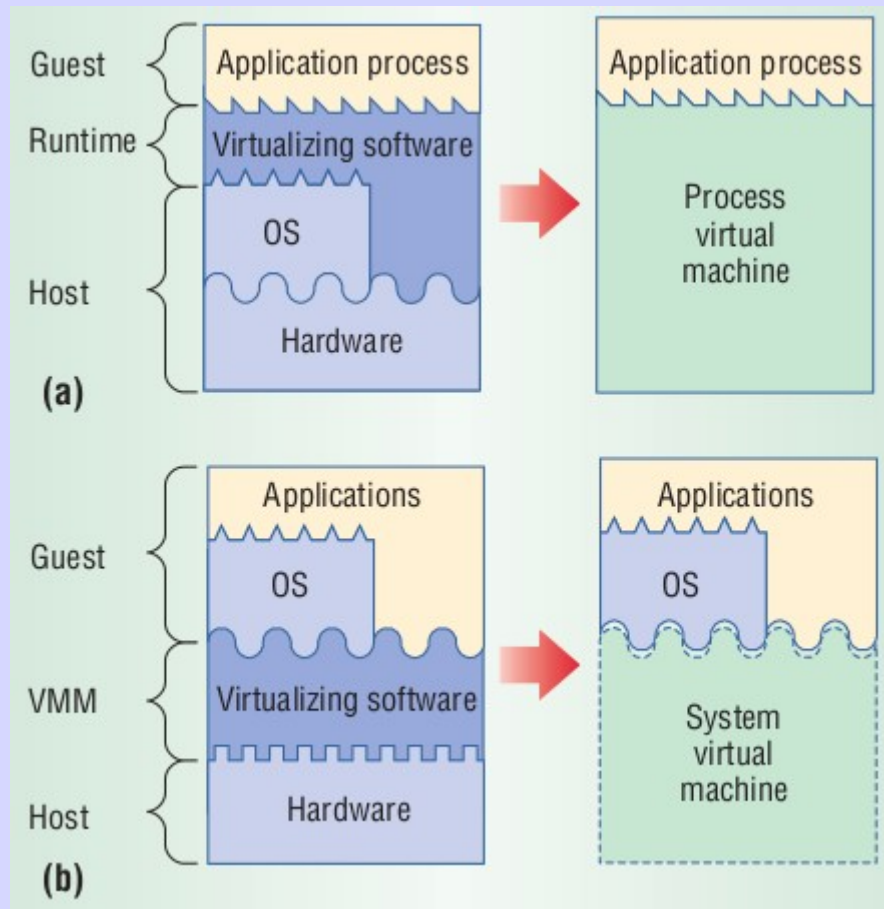 Guest
Application process
Runtime
Virtualizing software
OS
Host
Hardware
(a)
Application process
Process
virtual
machine
Applications
Guest
OS
VMM
Virtualizing software
Hardware
Host
(b)
Applications
OS
System
virtual
machine